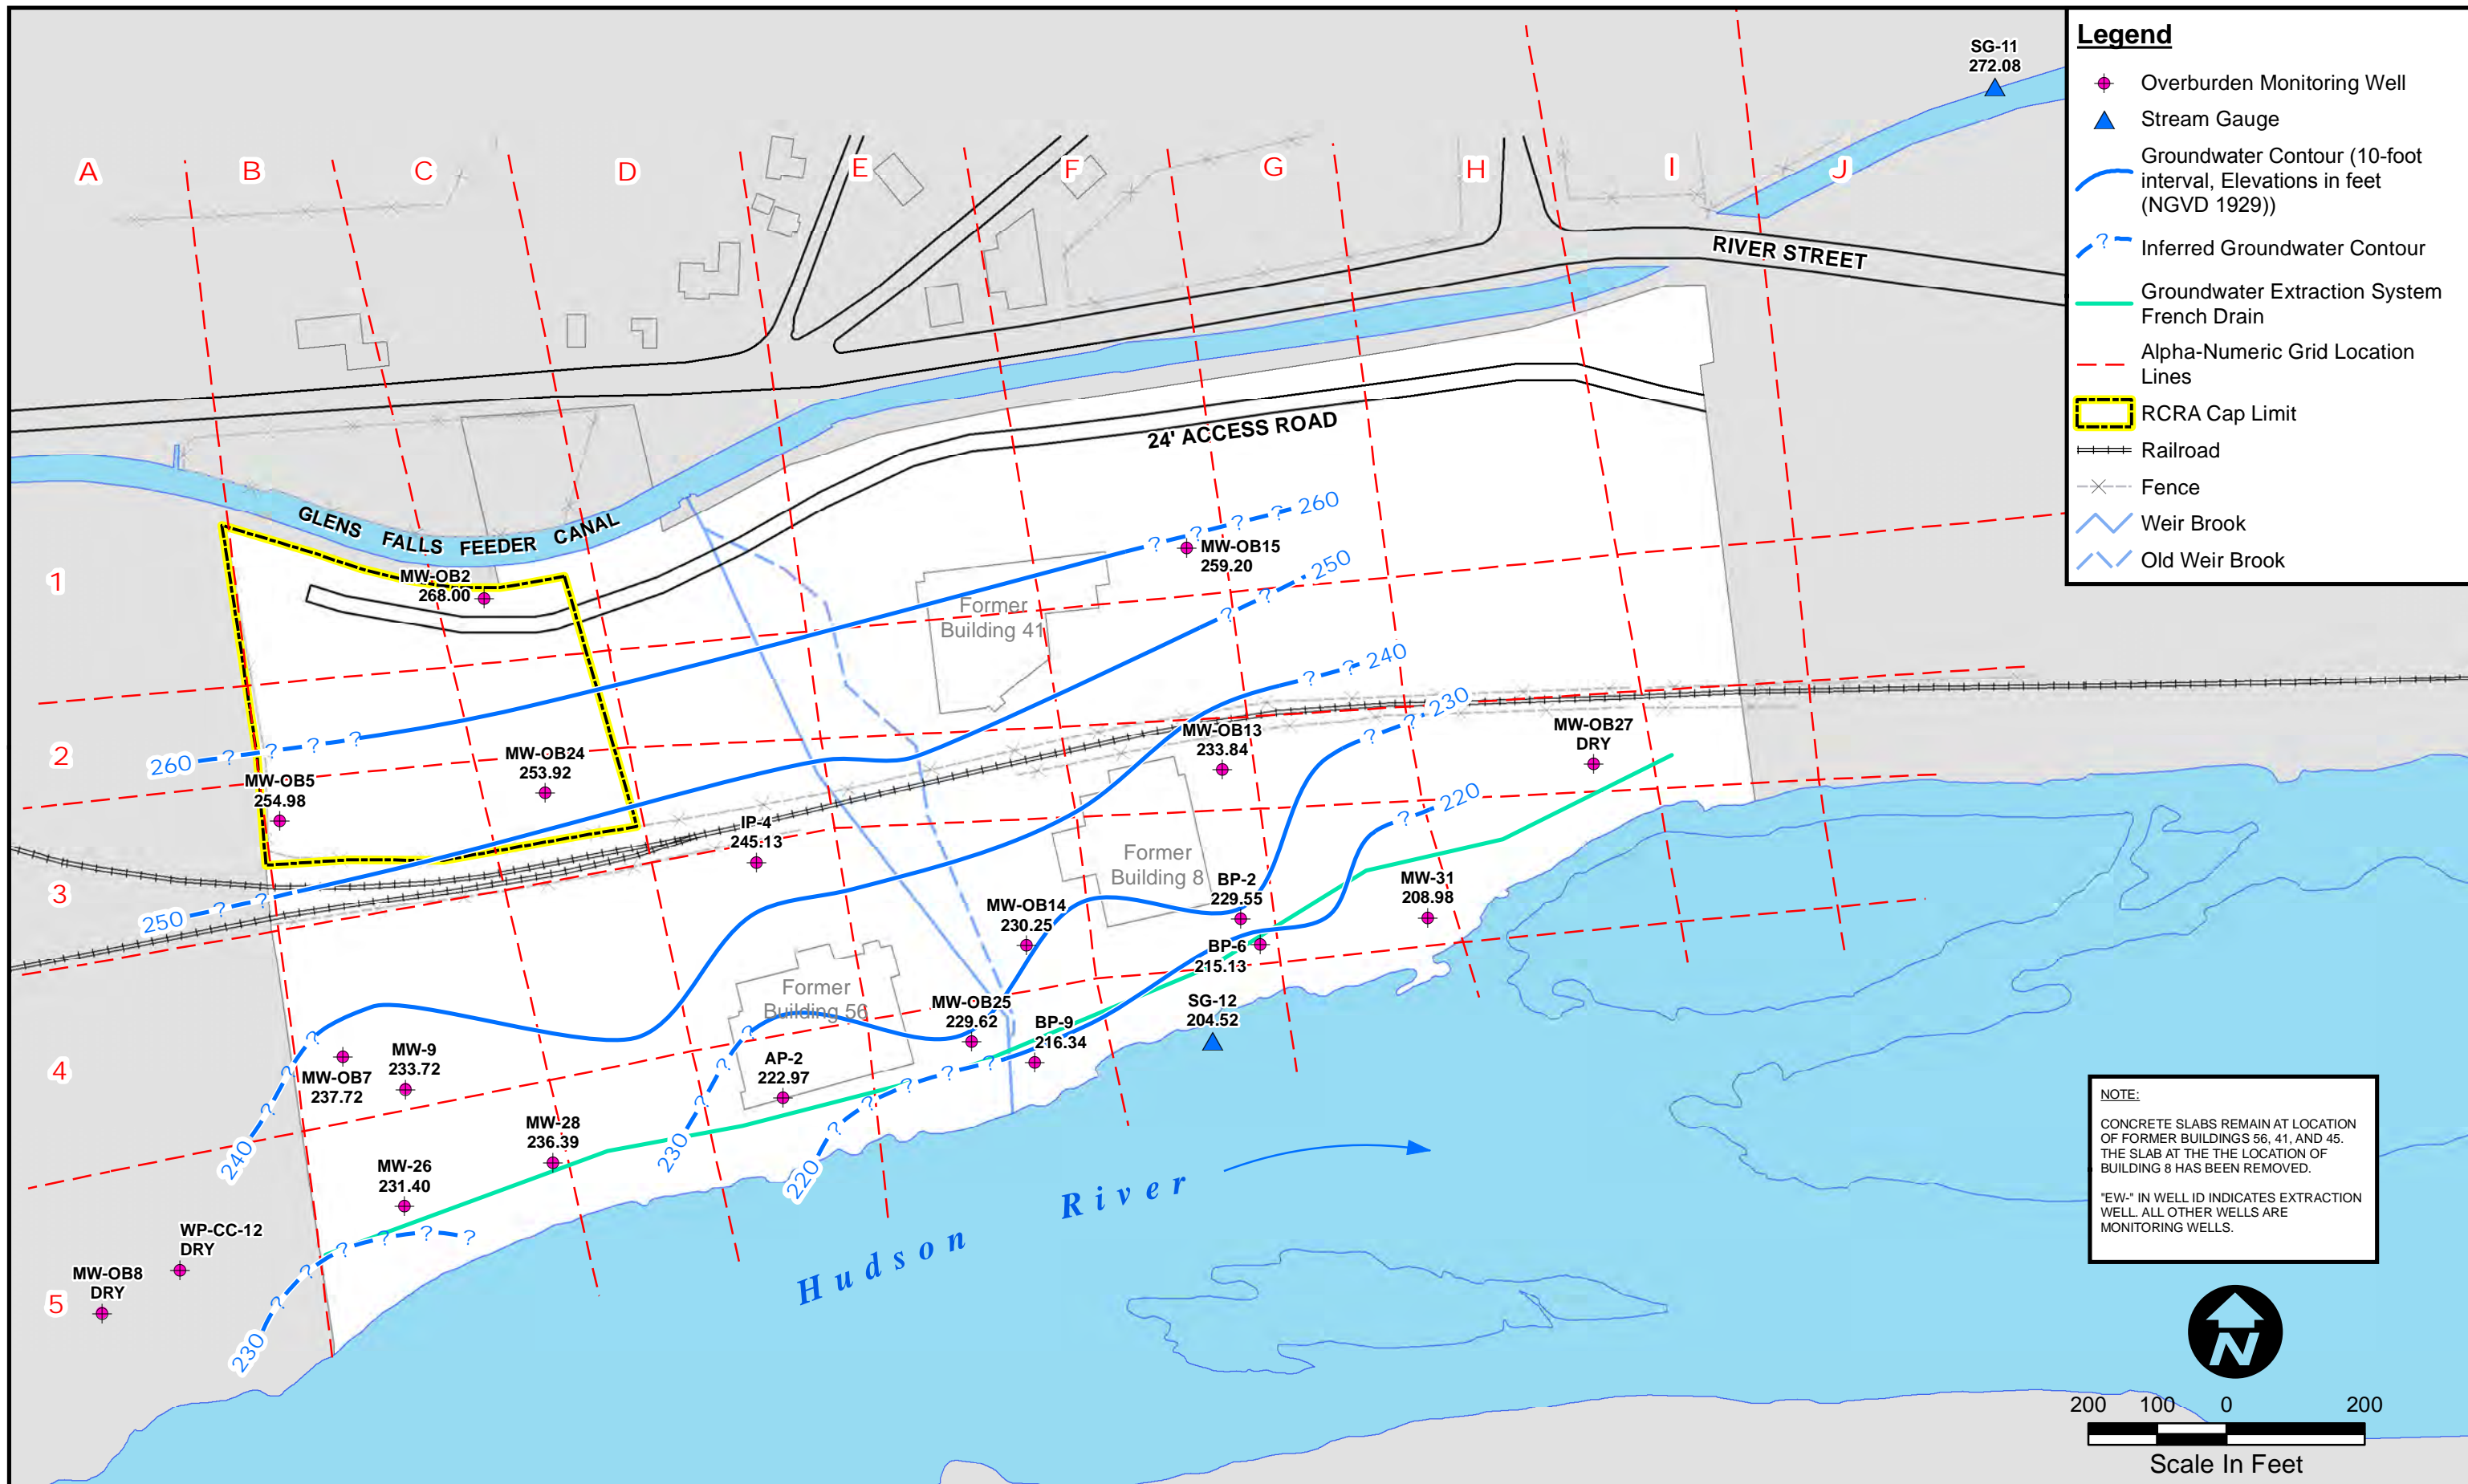 SG-11
272.08
A
B
C
D
E
F
G
H
I
J
RIVER STREET
24' ACCESS ROAD
GLENS FALLS FEEDER CANAL
260
MW-OB15
259.20
250
1
MW-OB2
268.00
Former
Building 41
240
230
MW-OB13
233.84
MW-OB27
DRY
2
260
MW-OB24
253.92
MW-OB5
254.98
220
IP-4
245.13
Former
Building 8
3
250
BP-2
229.55
MW-31
208.98
MW-OB14
230.25
BP-6
215.13
Former
Building 56
MW-OB25
229.62
BP-9
216.34
SG-12
204.52
4
MW-OB7
237.72
MW-9
233.72
AP-2
222.97
240
MW-28
236.39
230
220
MW-26
231.40
Hudson River
WP-CC-12
DRY
MW-OB8
DRY
5
230
Legend
Overburden Monitoring Well
Stream Gauge
Groundwater Contour (10-foot
interval, Elevations in feet
(NGVD 1929))
?
Inferred Groundwater Contour
Groundwater Extraction System
French Drain
Alpha-Numeric Grid Location
Lines
RCRA Cap Limit
Railroad
Fence
Weir Brook
Old Weir Brook
NOTE:
CONCRETE SLABS REMAIN AT LOCATION
OF FORMER BUILDINGS 56, 41, AND 45.
THE SLAB AT THE THE LOCATION OF
BUILDING 8 HAS BEEN REMOVED.
"EW-" IN WELL ID INDICATES EXTRACTION
WELL. ALL OTHER WELLS ARE
MONITORING WELLS.
N
200 100 0 200
Scale In Feet